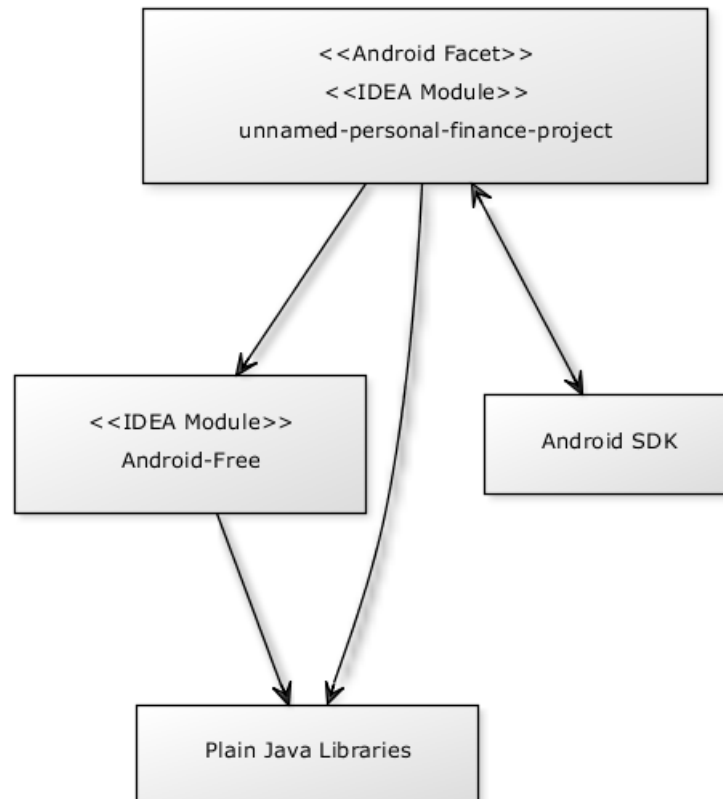 <<Android Facet>>
<<IDEA Module>>
unnamed-personal-finance-project
<<IDEA Module>>
Android-Free
Android SDK
Plain Java Libraries